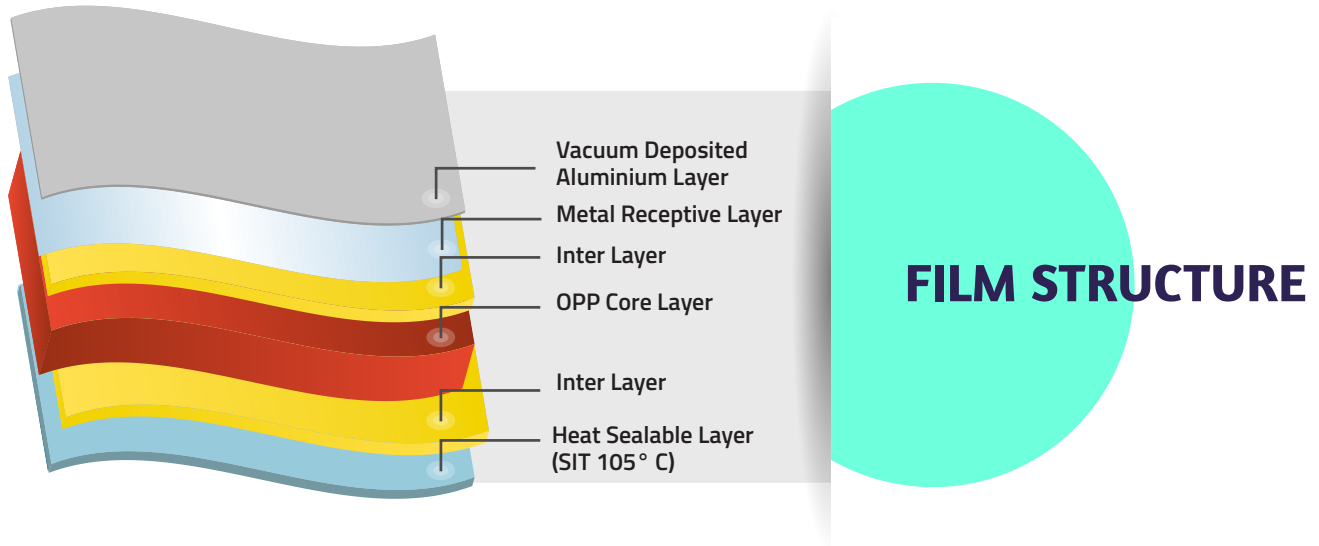 Vacuum Deposited
Aluminium Layer
Metal Receptive Layer
Inter Layer
OPP Core Layer
Inter Layer
Heat Sealable Layer
(SIT 105° C)
FILM STRUCTURE